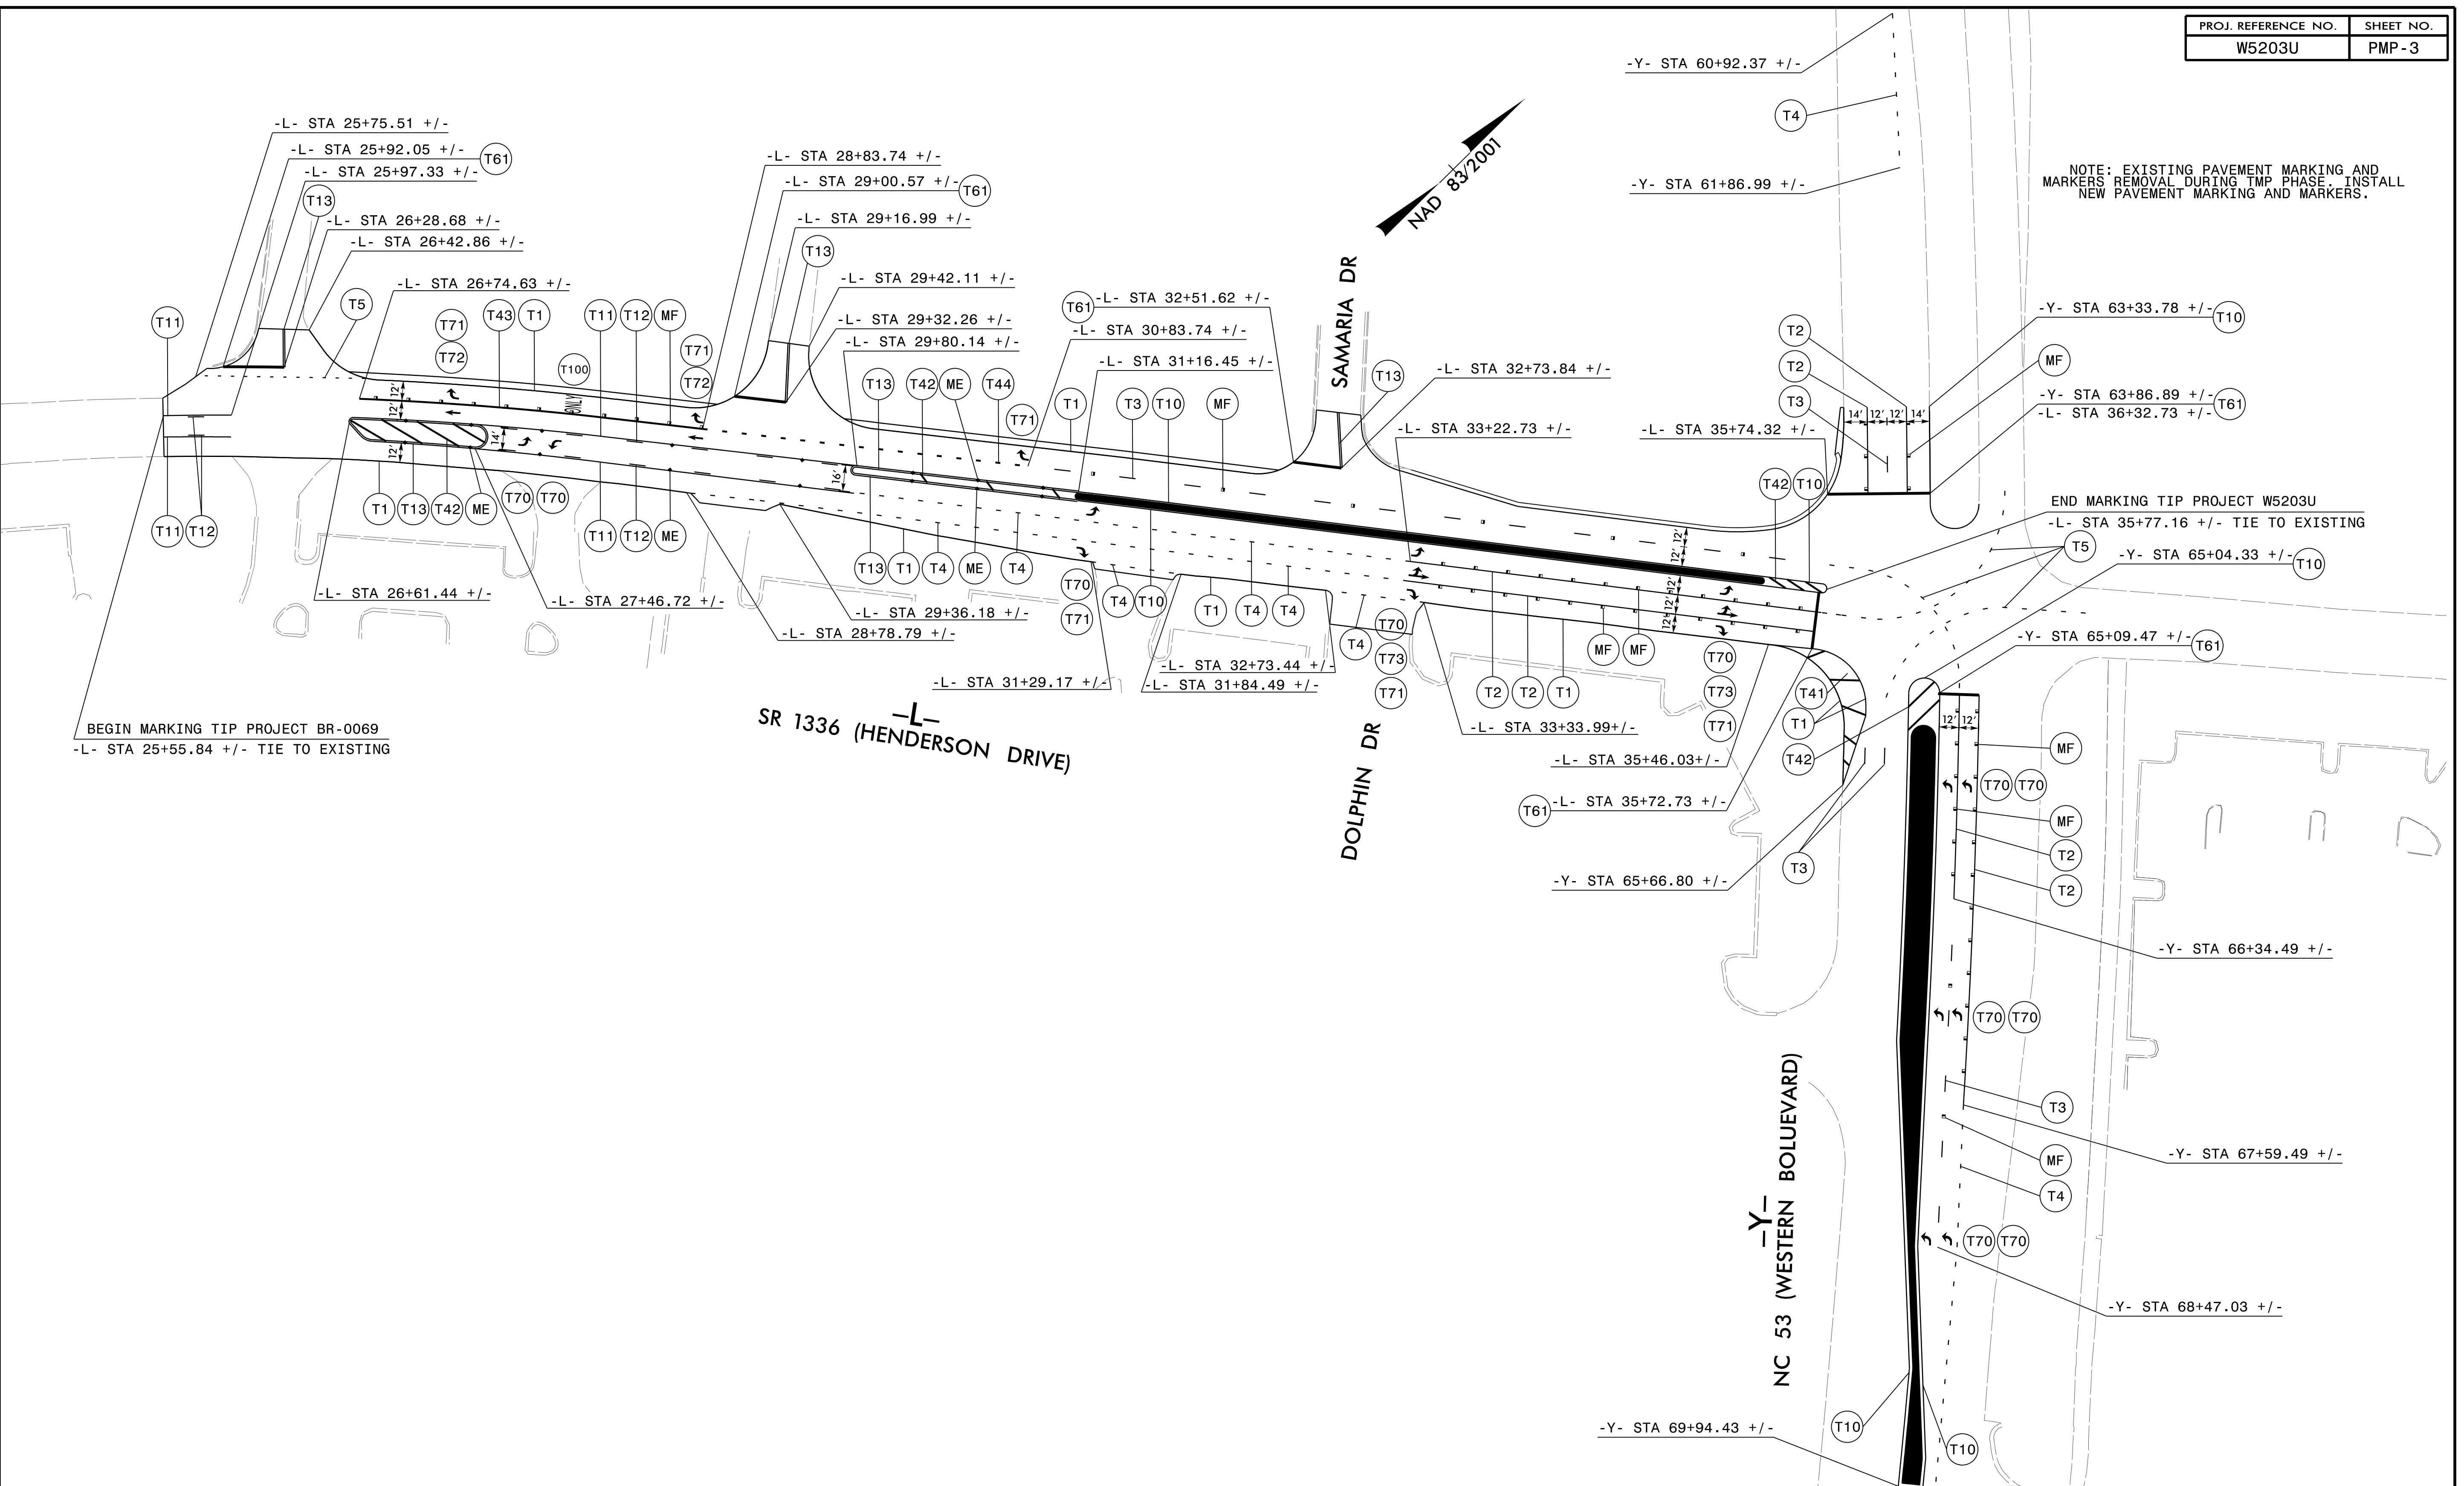 PROJ. REFERENCE NO. SHEET NO.
W5203U PMP-3
-Y- STA 60+92.37 +/-
T4
-Y- STA 61+86.99 +/-
NOTE: EXISTING PAVEMENT MARKING AND
MARKERS REMOVAL DURING TMP PHASE. INSTALL
NEW PAVEMENT MARKING AND MARKERS.
NAD 83/2001
-L- STA 25+75.51 +/-
-L- STA 25+92.05 +/- T61
-L- STA 25+97.33 +/-
T13
-L- STA 26+28.68 +/-
-L- STA 26+42.86 +/-
-L- STA 26+74.63 +/-
T11
T5
T71
T72
T43 T1
T100
ONLY
T11 T12 MF
T71
T72
-L- STA 28+83.74 +/-
-L- STA 29+00.57 +/- T61
-L- STA 29+16.99 +/-
T13
-L- STA 29+42.11 +/-
-L- STA 29+32.26 +/-
-L- STA 29+80.14 +/-
T13 T42 ME T44
T71
T61 -L- STA 32+51.62 +/-
-L- STA 30+83.74 +/-
-L- STA 31+16.45 +/-
T1 T3 T10 MF
SAMARIA DR
T13
-L- STA 32+73.84 +/-
-L- STA 33+22.73 +/-
-L- STA 35+74.32 +/-
T2
T2
T3
14' 12' 12' 14'
-Y- STA 63+33.78 +/- T10
MF
-Y- STA 63+86.89 +/- T61
-L- STA 36+32.73 +/-
T42 T10
END MARKING TIP PROJECT W5203U
-L- STA 35+77.16 +/- TIE TO EXISTING
T5
-Y- STA 65+04.33 +/- T10
-Y- STA 65+09.47 +/- T61
12'
12'
12'
14'
16'
12'
12'
12'
12'
12'
T11 T12
T1 T13 T42 ME
T70 T70
T11 T12 ME
T13 T1 T4 ME T4
T70
T71
T4 T10
T1 T4 T4
T4
T70
T73
T71
T2 T2 T1
MF MF
T70
T73
T71
T41
T1
T42
-L- STA 26+61.44 +/-
-L- STA 27+46.72 +/-
-L- STA 29+36.18 +/-
-L- STA 28+78.79 +/-
-L- STA 31+29.17 +/-
-L- STA 32+73.44 +/-
-L- STA 31+84.49 +/-
-L- STA 33+33.99+/-
-L- STA 35+46.03+/-
T61 -L- STA 35+72.73 +/-
BEGIN MARKING TIP PROJECT BR-0069
-L- STA 25+55.84 +/- TIE TO EXISTING
-L-
SR 1336 (HENDERSON DRIVE)
DOLPHIN DR
T3
-Y- STA 65+66.80 +/-
12' 12'
MF
T70 T70
MF
T2
T2
-Y- STA 66+34.49 +/-
T70 T70
T3
-Y- STA 67+59.49 +/-
MF
T4
T70 T70
-Y- STA 68+47.03 +/-
-Y-
NC 53 (WESTERN BOLUEVARD)
-Y- STA 69+94.43 +/-
T10
T10